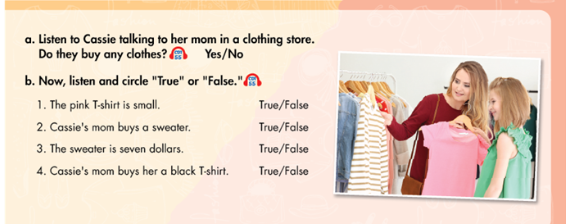 a. Listen to Cassie talking to her mom in a clothing store.
Do they buy any clothes? Yes/No
b. Now, listen and circle "True" or "False."
1. The pink T-shirt is small. True/False
2. Cassie's mom buys a sweater. True/False
3. The sweater is seven dollars. True/False
4. Cassie's mom buys her a black T-shirt. True/False